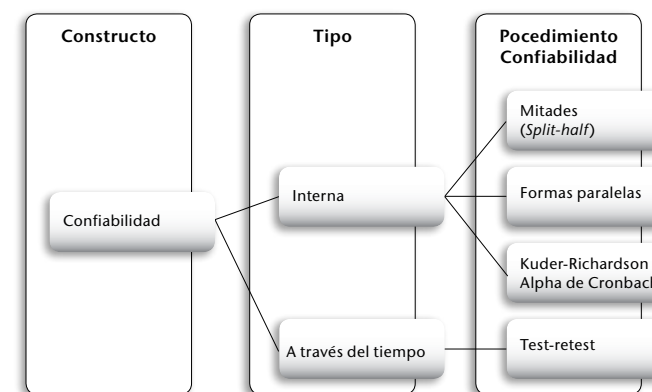 Constructo
Tipo
Pocedimiento
Confiabilidad
Mitades
(Split-half)
Interna
Formas paralelas
Confiabilidad
Kuder-Richardson
Alpha de Cronbach
A través del tiempo
Test-retest